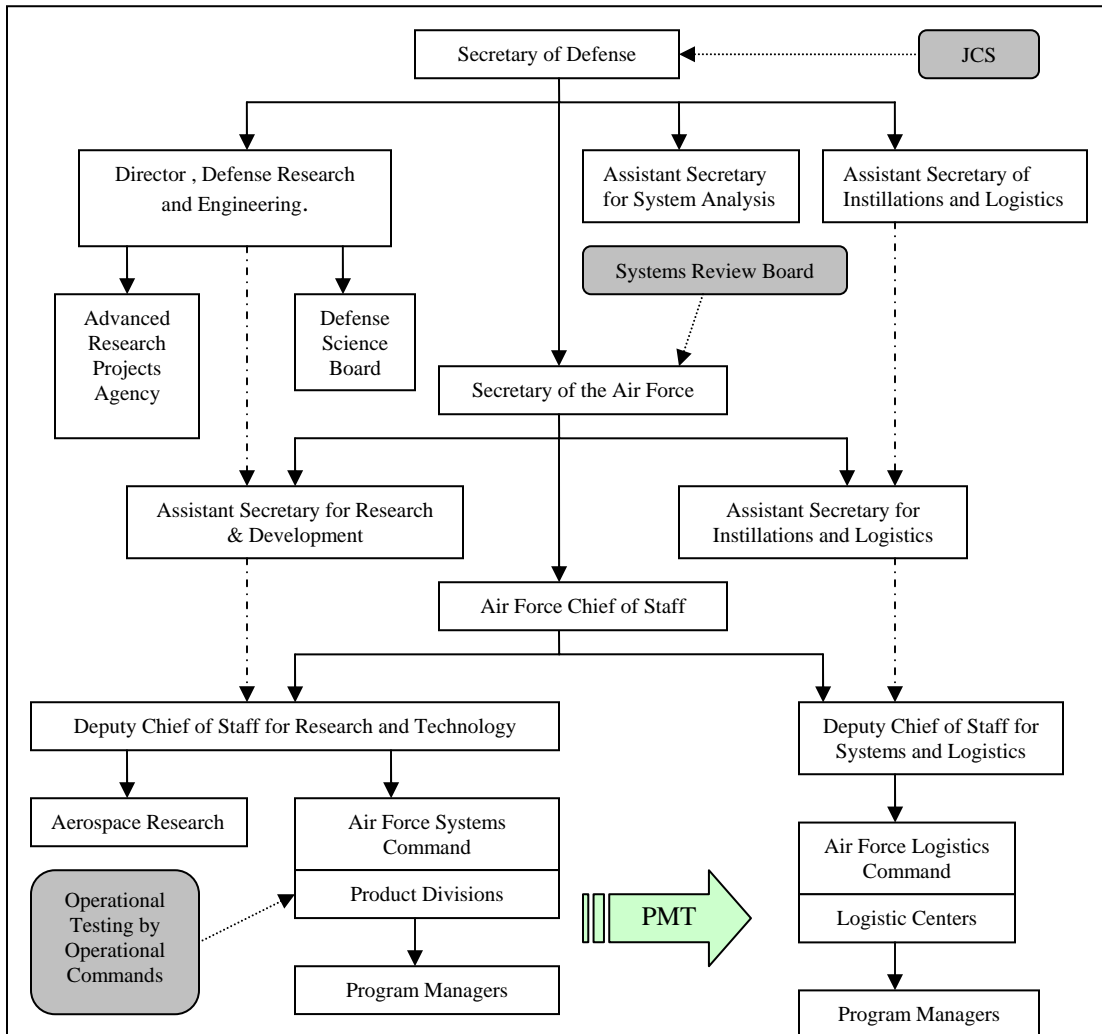 Secretary of Defense
JCS
Director , Defense Research
and Engineering.
Assistant Secretary
for System Analysis
Assistant Secretary of
Instillations and Logistics
Systems Review Board
Advanced
Research
Projects
Agency
Defense
Science
Board
Secretary of the Air Force
Assistant Secretary for Research
& Development
Assistant Secretary for
Instillations and Logistics
Air Force Chief of Staff
Deputy Chief of Staff for Research and Technology
Deputy Chief of Staff for
Systems and Logistics
Aerospace Research
Air Force Systems
Command
Air Force Logistics
Command
Operational
Testing by
Operational
Commands
Product Divisions
PMT
Logistic Centers
Program Managers
Program Managers